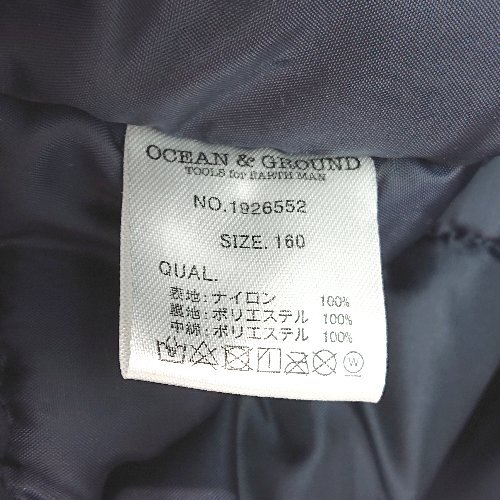 OCEAN & GROUND
TOOLS for EARTH MAN
NO.1926552
SIZE. 160
QUAL.
表地:ナイロン 100%
裏地:ポリエステル 100%
中綿:ポリエステル 100%
W